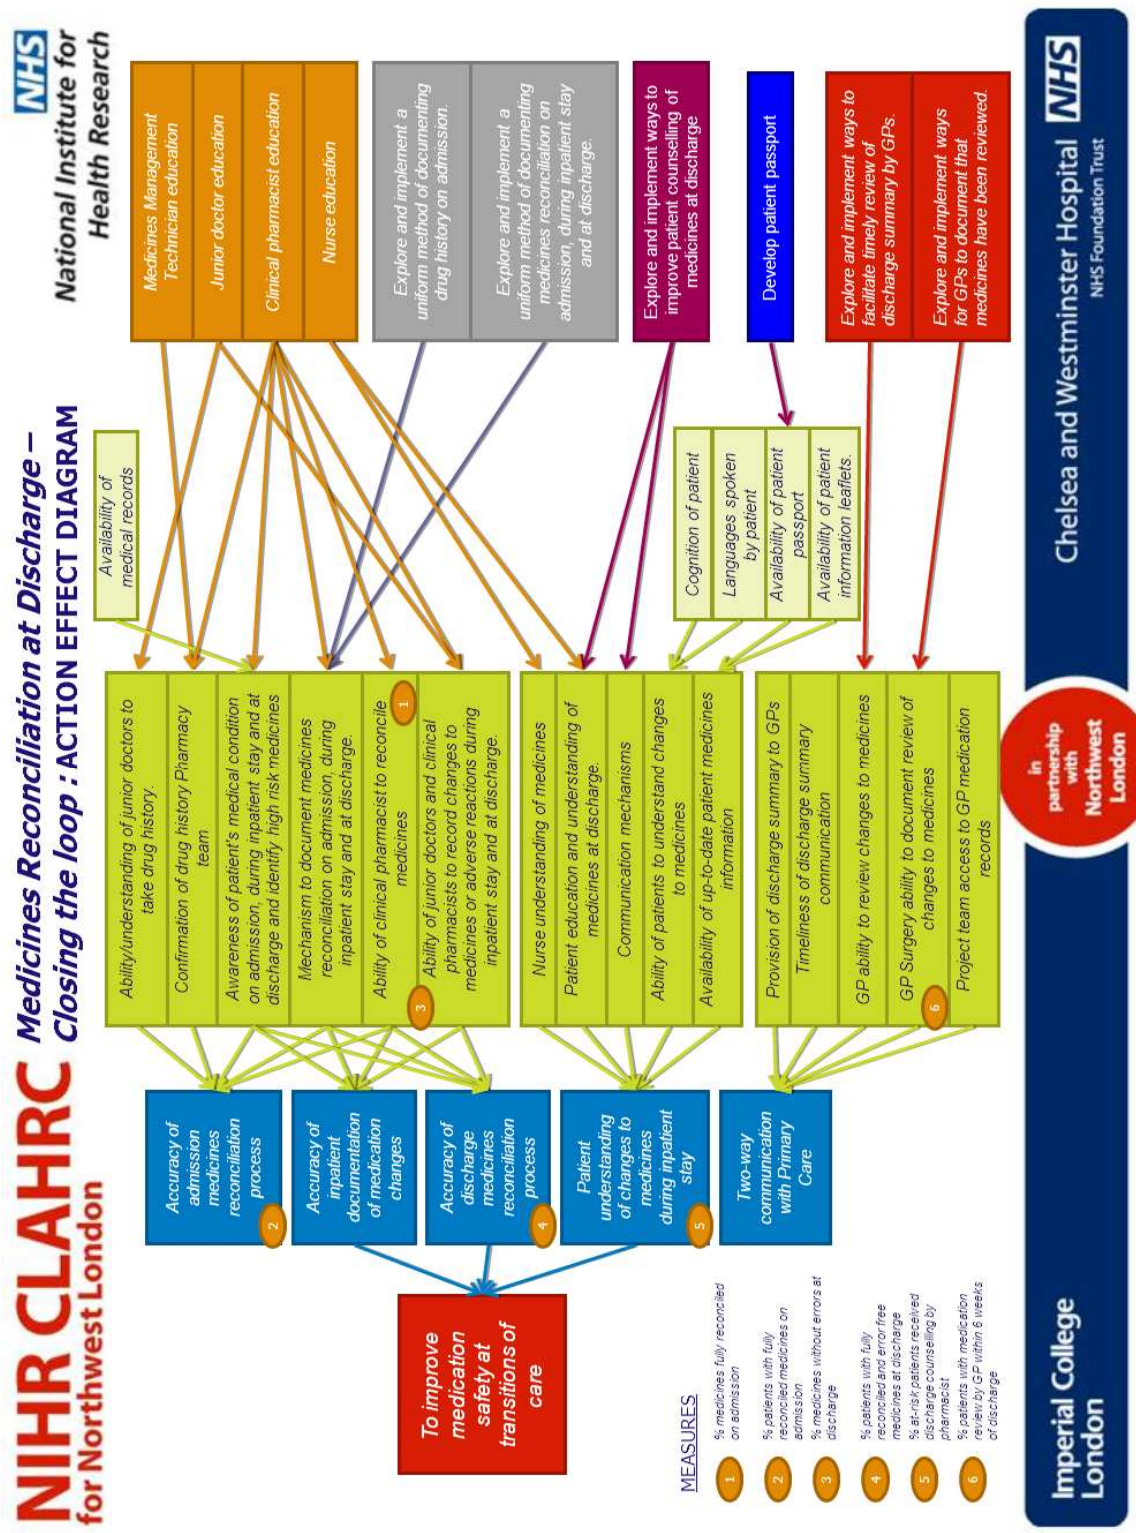 NIHR CLAHRC
for Northwest London
Medicines Reconciliation at Discharge –
Closing the loop : ACTION EFFECT DIAGRAM
NHS
National Institute for
Health Research
To improve
medication
safety at
transitions of
care
Accuracy of
admission
medicines
reconciliation
process
2
Accuracy of
inpatient
documentation
of medication
changes
Accuracy of
discharge
medicines
reconciliation
process
4
Patient
understanding
of changes to
medicines
during inpatient
stay
5
Two-way
communication
with Primary
Care
Ability/understanding of junior doctors to
take drug history.
Confirmation of drug history Pharmacy
team
Awareness of patient's medical condition
on admission, during inpatient stay and at
discharge and identify high risk medicines
Mechanism to document medicines
reconciliation on admission, during
inpatient stay and at discharge.
Ability of clinical pharmacist to reconcile
medicines
1
3
Ability of junior doctors and clinical
pharmacists to record changes to
medicines or adverse reactions during
inpatient stay and at discharge.
Nurse understanding of medicines
Patient education and understanding of
medicines at discharge.
Communication mechanisms
Ability of patients to understand changes
to medicines
Availability of up-to-date patient medicines
information
Provision of discharge summary to GPs
Timeliness of discharge summary
communication
GP ability to review changes to medicines
GP Surgery ability to document review of
changes to medicines
6
Project team access to GP medication
records
Availability of
medical records
Cognition of patient
Languages spoken
by patient
Availability of patient
passport
Availability of patient
information leaflets.
Medicines Management
Technician education
Junior doctor education
Clinical pharmacist education
Nurse education
Explore and implement a
uniform method of documenting
drug history on admission.
Explore and implement a
uniform method of documenting
medicines reconciliation on
admission, during inpatient stay
and at discharge.
Explore and implement ways to
improve patient counselling of
medicines at discharge
Develop patient passport
Explore and implement ways to
facilitate timely review of
discharge summary by GPs.
Explore and implement ways
for GPs to document that
medicines have been reviewed.
MEASURES
1 % medicines fully reconciled
on admission
2 % patients with fully
reconciled medicines on
admission
3 % medicines without errors at
discharge
4 % patients with fully
reconciled and error free
medicines at discharge
5 % at-risk patients received
discharge counselling by
pharmacist
6 % patients with medication
review by GP within 6 weeks
of discharge
Imperial College
London
in
partnership
with
Northwest
London
Chelsea and Westminster Hospital NHS
NHS Foundation Trust